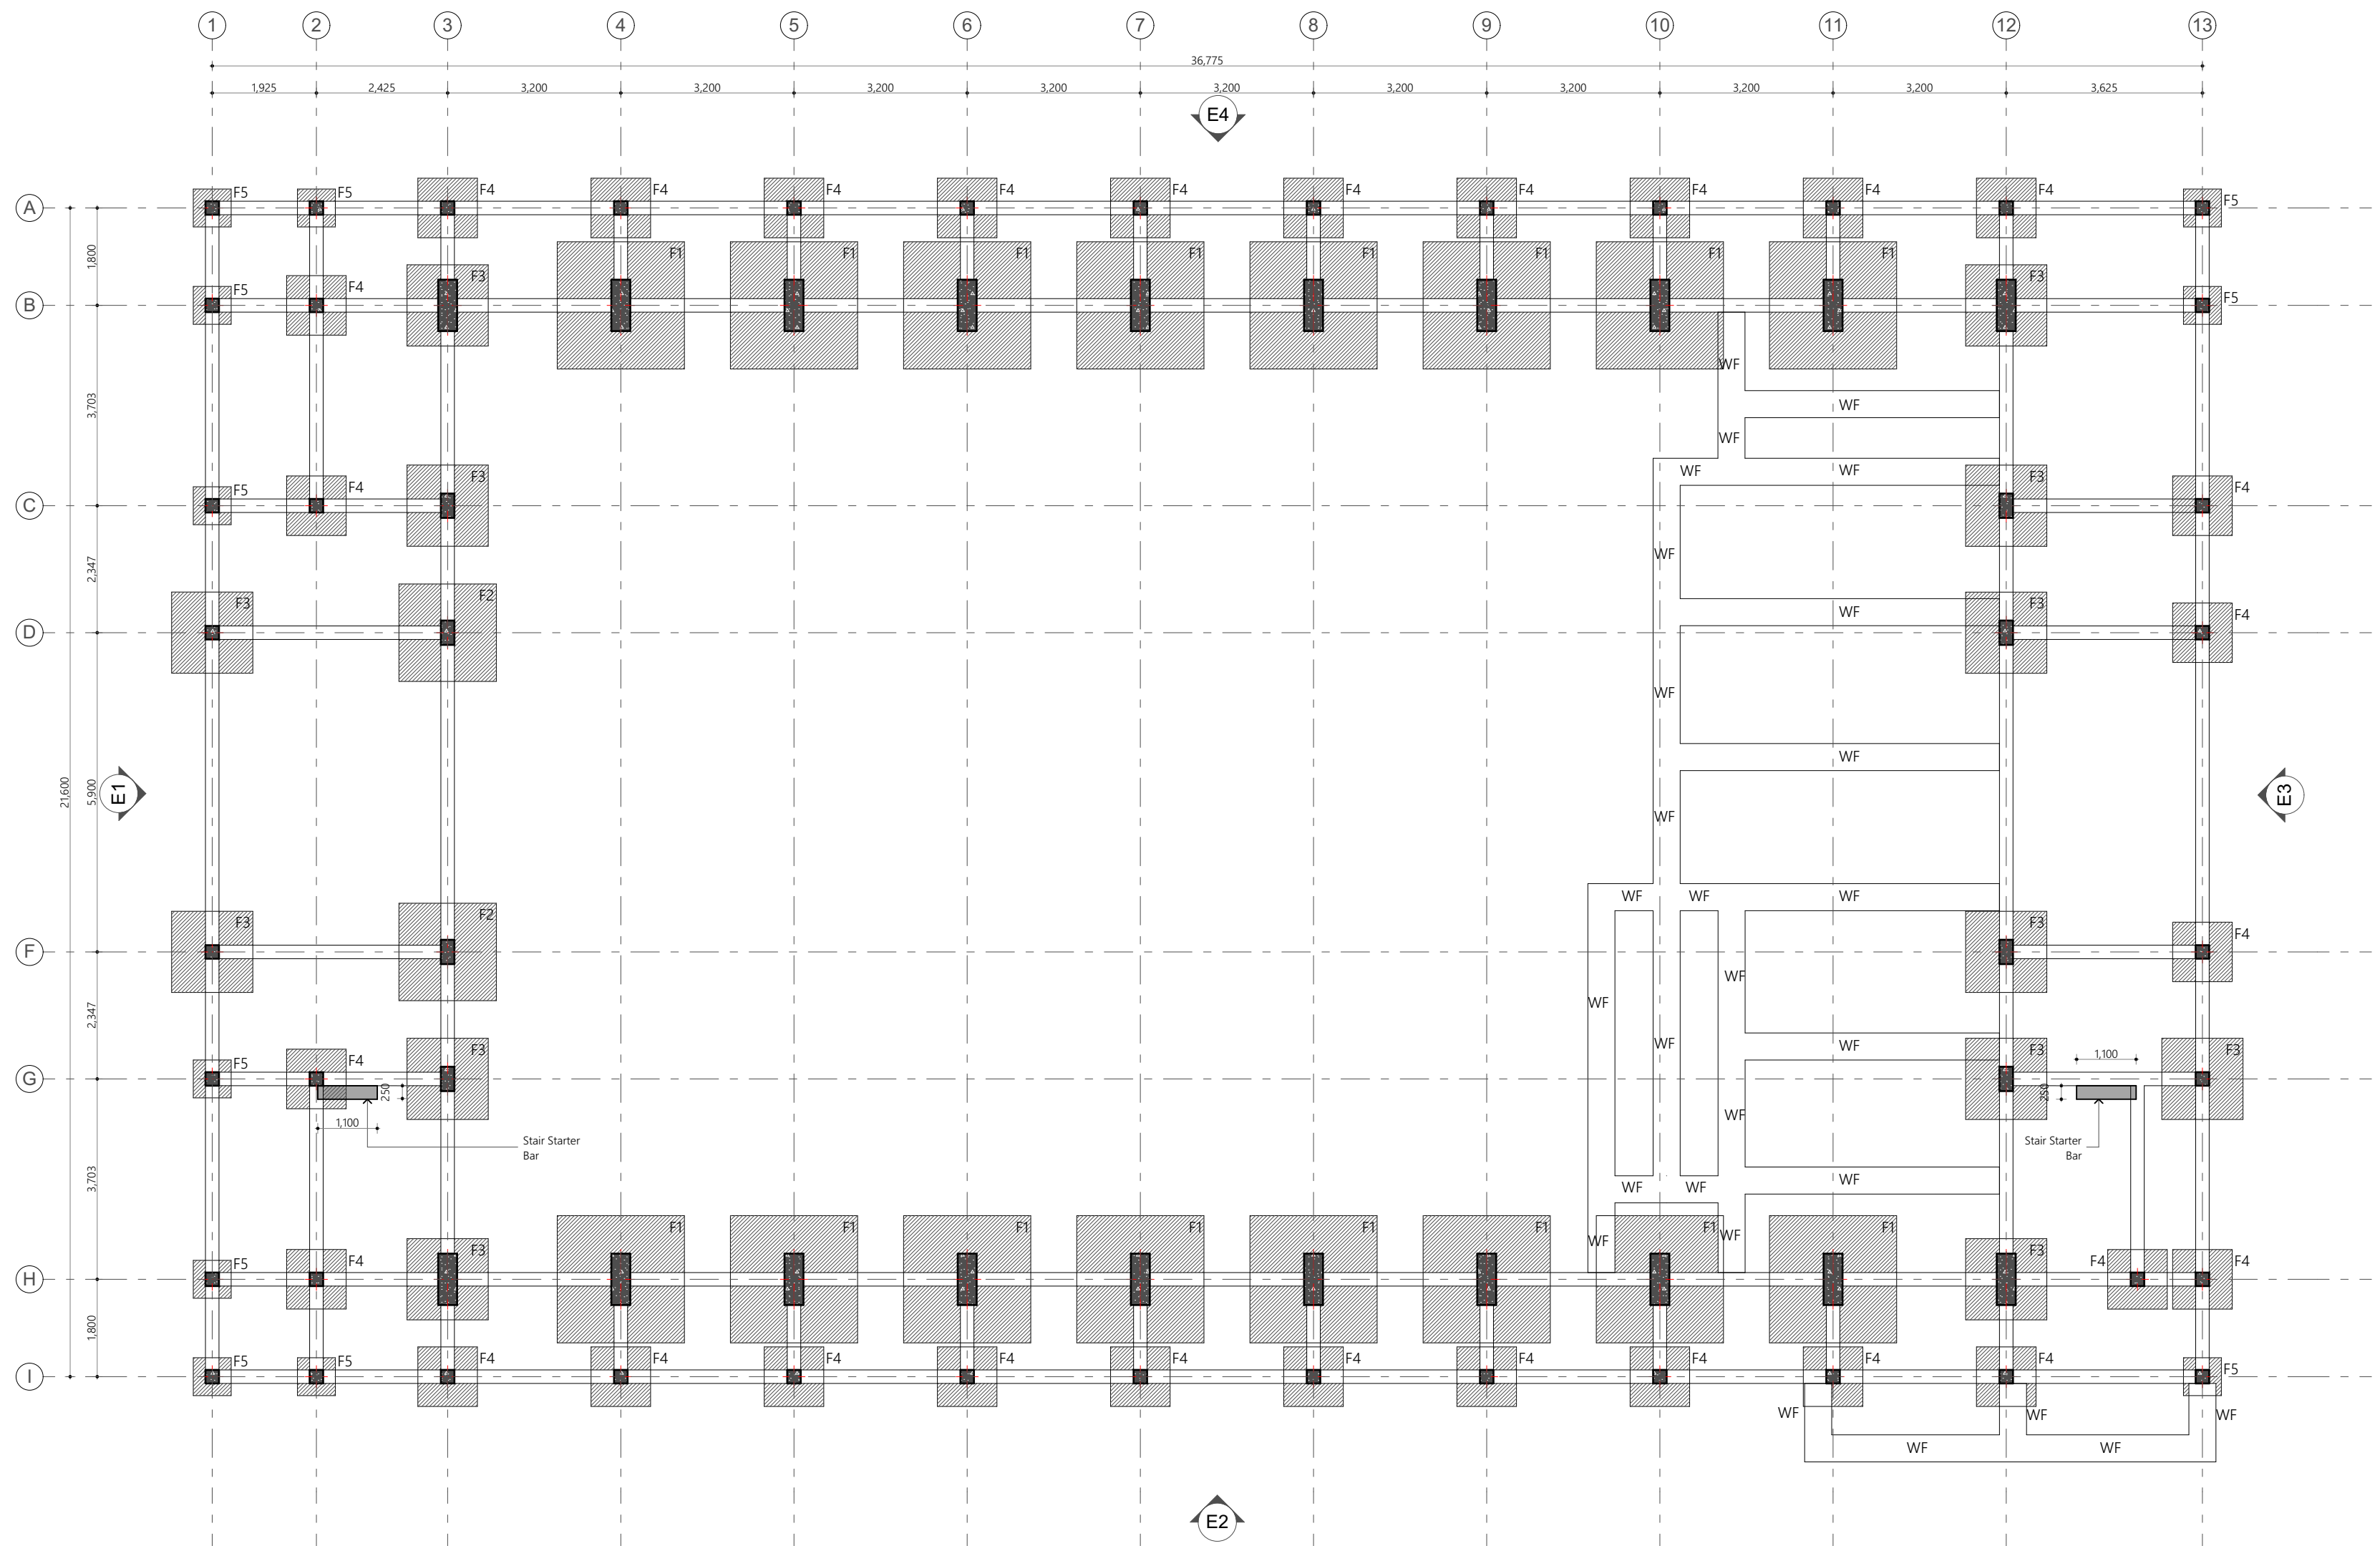 1 2 3 4 5 6 7 8 9 10 11 12 13
36,775
1,925 2,425 3,200 3,200 3,200 3,200 3,200 3,200 3,200 3,200 3,200 3,625
E4
F5 F5 F4 F4 F4 F4 F4 F4 F4 F4 F4 F4 F5
A
1,800
F1 F1 F1 F1 F1 F1 F1 F1
F5 F4 F3 F3 F5
B
WF
3,703
WF
WF
WF WF
F5 F4 F3 F3 F4
C
2,347
WF
F3 F2 WF F3 F4
D
WF
WF
21,600
5,900
E1
E3
WF
WF WF WF
F3 F2 F3 F4
F
WF
2,347
WF
WF WF
F5 F4 F3 F3 F3
1,100
G
250
250
WF
1,100
Stair Starter
Bar
Stair Starter
Bar
3,703
WF
WF WF
F1 F1 F1 F1 F1 F1 F1 F1
WF WF
F5 F4 F3 F3 F4 F4
H
1,800
F5 F5 F4 F4 F4 F4 F4 F4 F4 F4 F4 F4 F5
I
WF WF WF
WF WF
E2